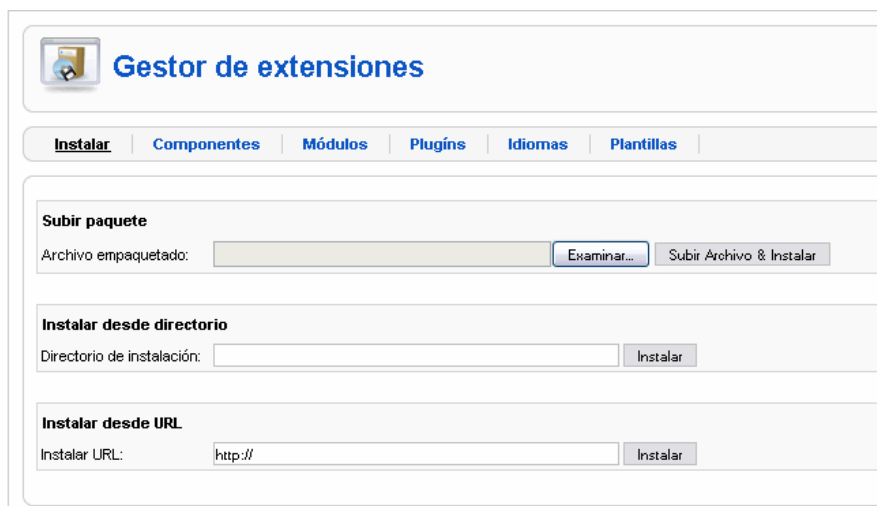 Gestor de extensiones
Instalar Componentes Módulos Plugíns Idiomas Plantillas
Subir paquete
Archivo empaquetado: Examinar... Subir Archivo & Instalar
Instalar desde directorio
Directorio de instalación: Instalar
Instalar desde URL
Instalar URL: http:// Instalar